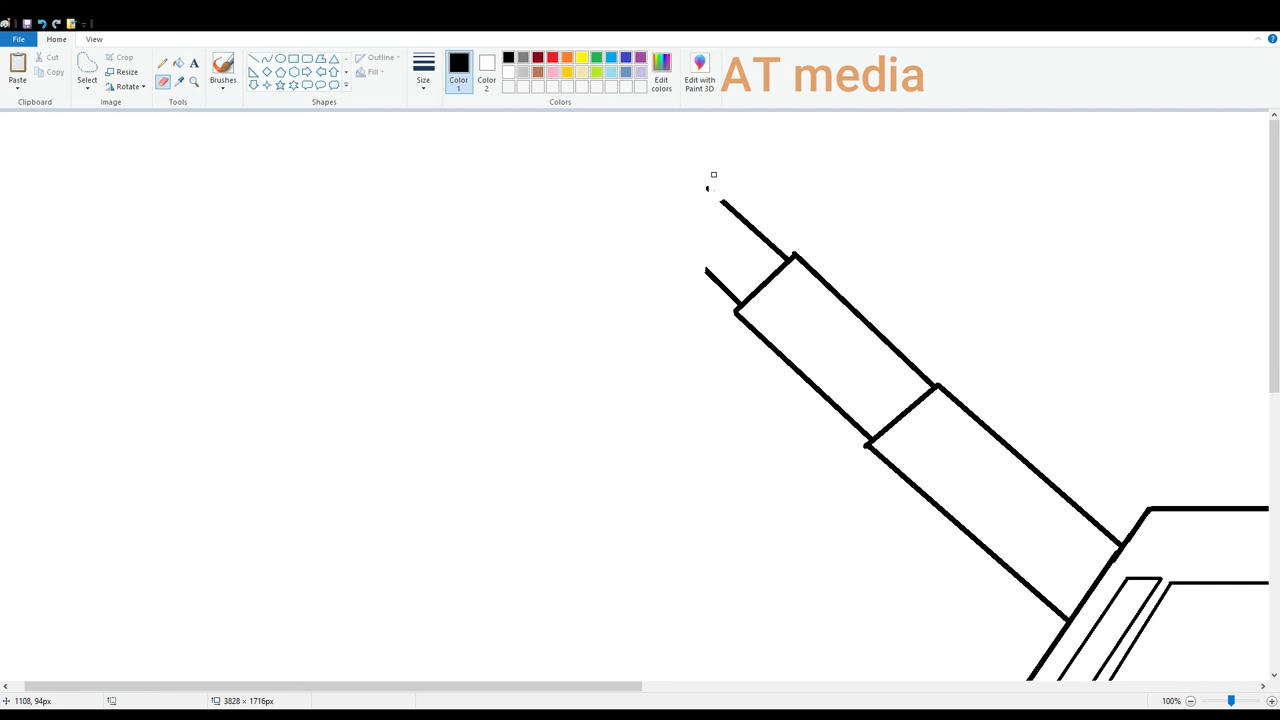 File
Home
View
Paste
Cut
Copy
Clipboard
Select
Crop
Resize
Rotate
Image
Tools
Brushes
Shapes
Outline
Fill
Size
Color
1
Color
2
Edit
colors
Colors
Edit with
Paint 3D
AT media
1108, 94px
3828 × 1716px
100%